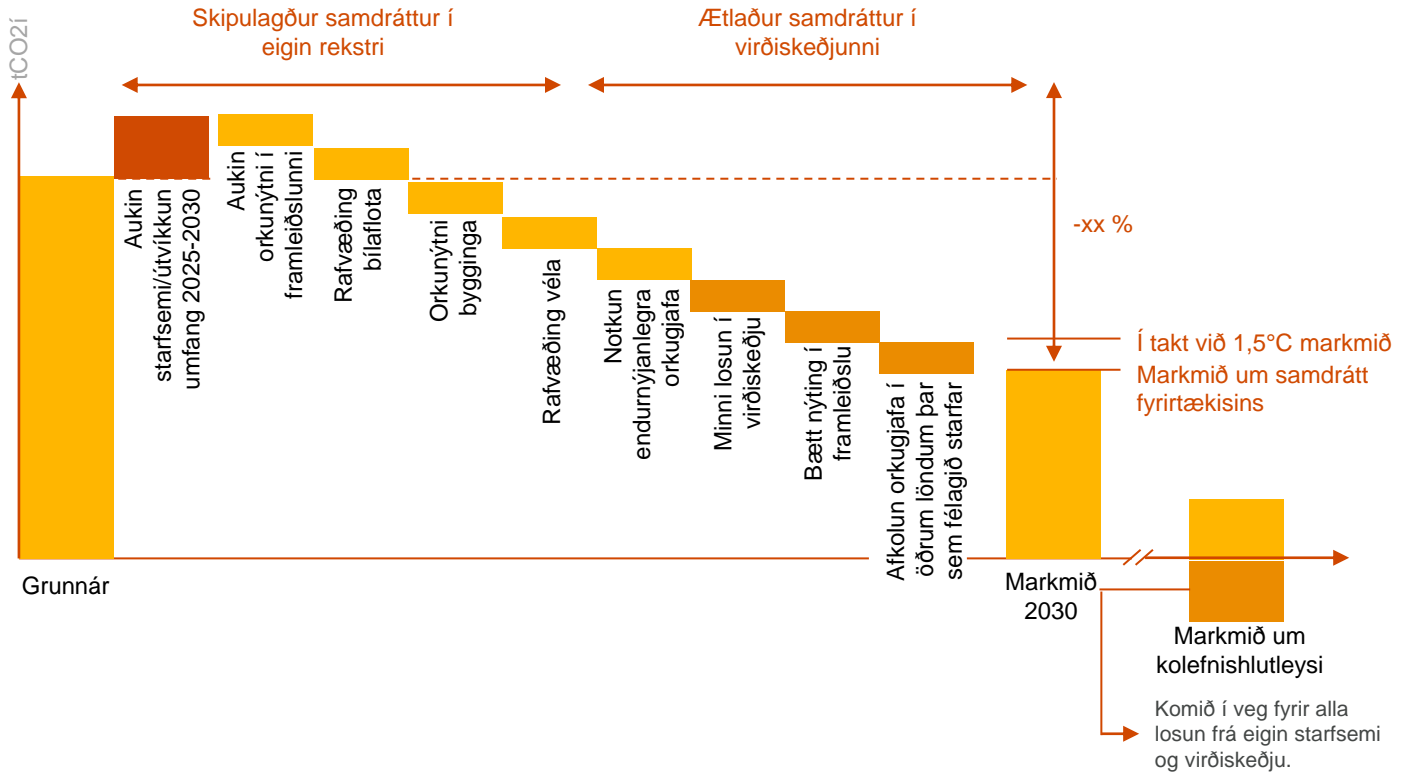 tCO2í
Skipulagður samdráttur í
eigin rekstri
Ætlaður samdráttur í
virðiskeðjunni
Aukin
starfsemi/útvíkkun
umfang 2025-2030
Aukin
orkunýtni í
framleiðslunni
Rafvæðing
bílaflota
Orkunýtni
bygginga
Rafvæðing véla
Notkun
endurnýjanlegra
orkugjafa
Minni losun í
virðiskeðju
Bætt nýting í
framleiðslu
Afkolun orkugjafa í
öðrum löndum þar
sem félagið starfar
-xx %
Í takt við 1,5°C markmið
Markmið um samdrátt
fyrirtækisins
Grunnár
Markmið
2030
Markmið um
kolefnishlutleysi
Komið í veg fyrir alla
losun frá eigin starfsemi
og virðiskeðju.